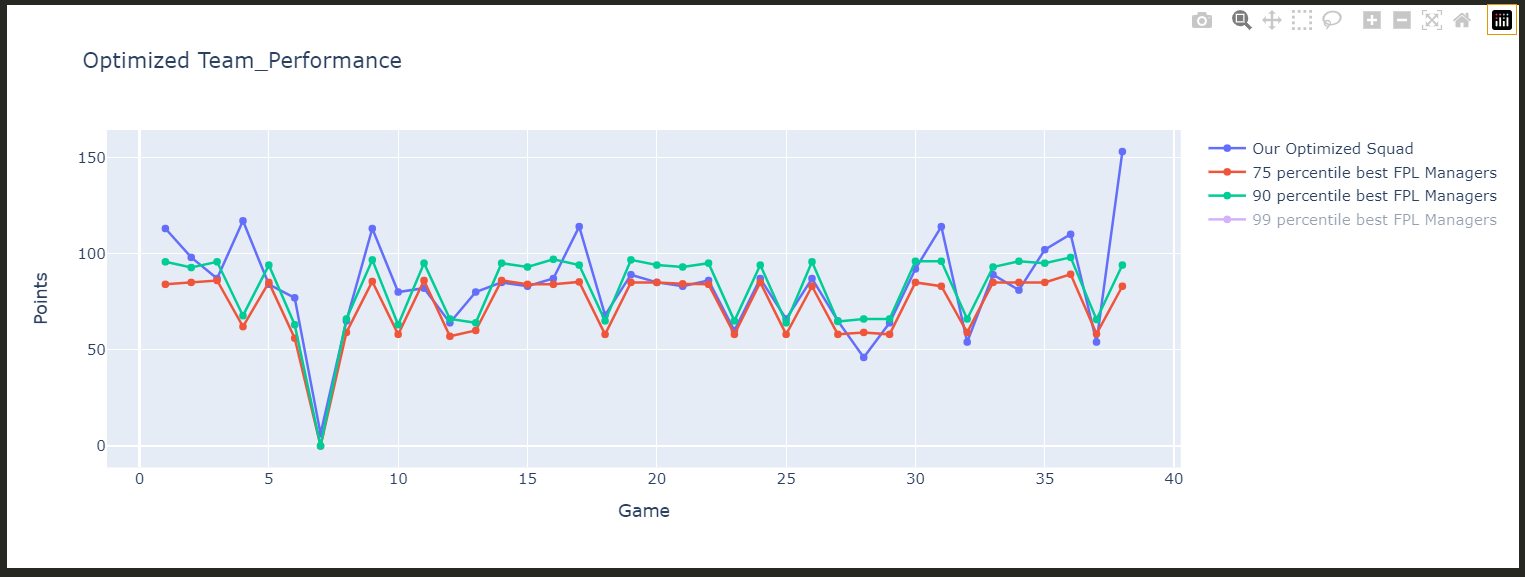 Optimized Team_Performance
Points
150
100
50
0
0 5 10 15 20 25 30 35 40
Game
Our Optimized Squad
75 percentile best FPL Managers
90 percentile best FPL Managers
99 percentile best FPL Managers